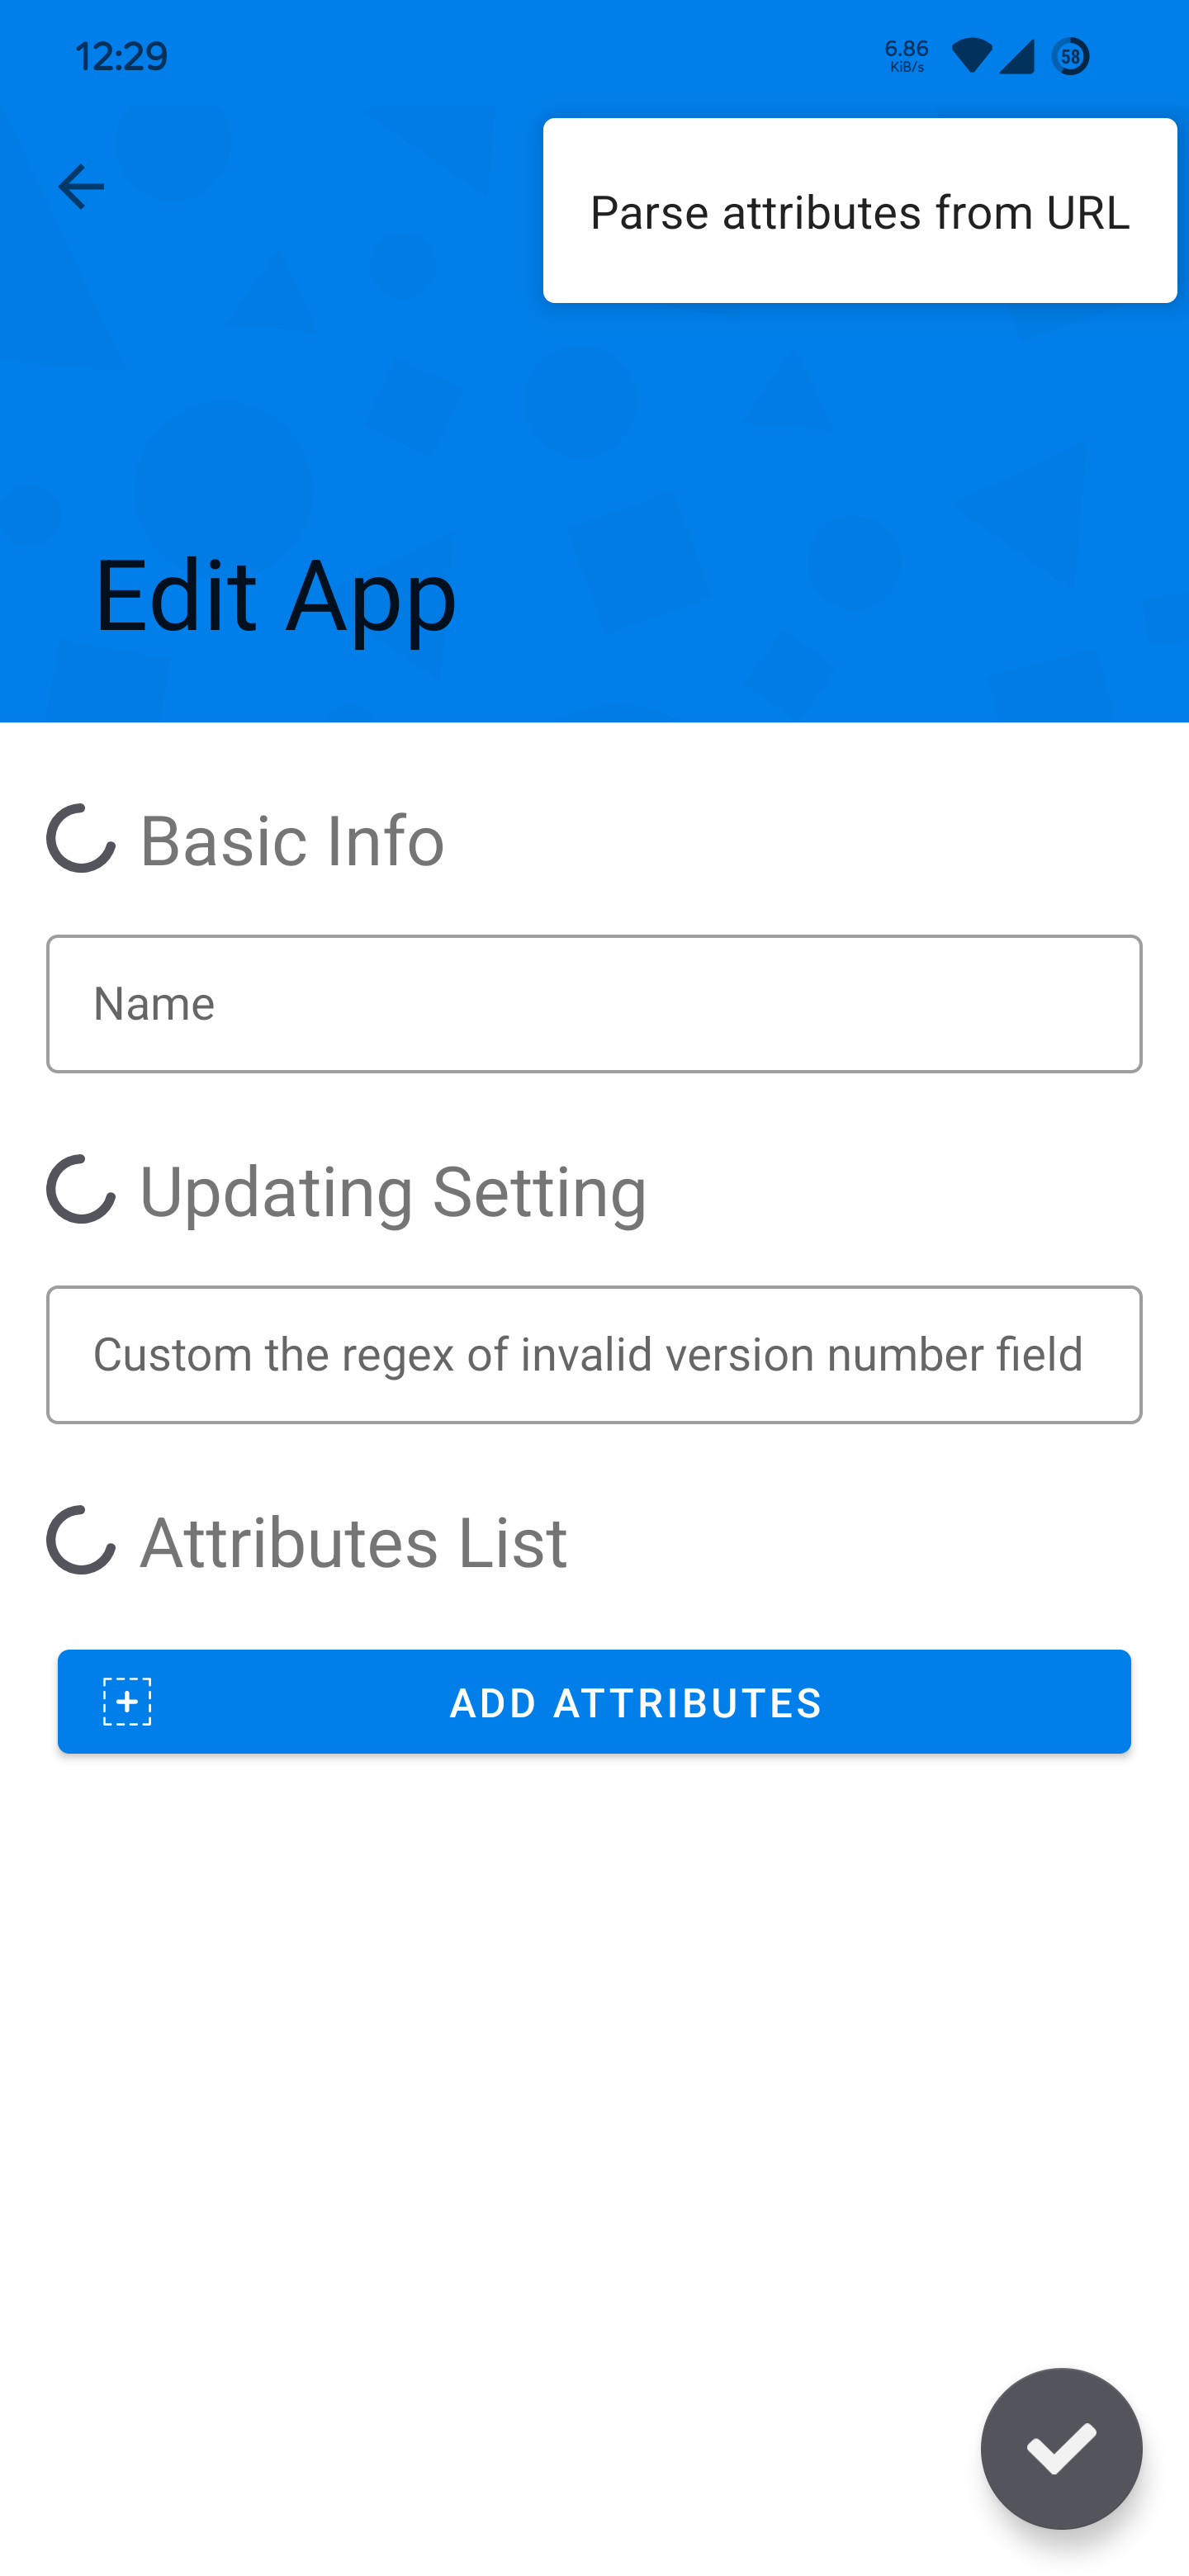 12:29
6.86
KiB/s
58
Parse attributes from URL
Edit App
Basic Info
Name
Updating Setting
Custom the regex of invalid version number field
Attributes List
ADD ATTRIBUTES